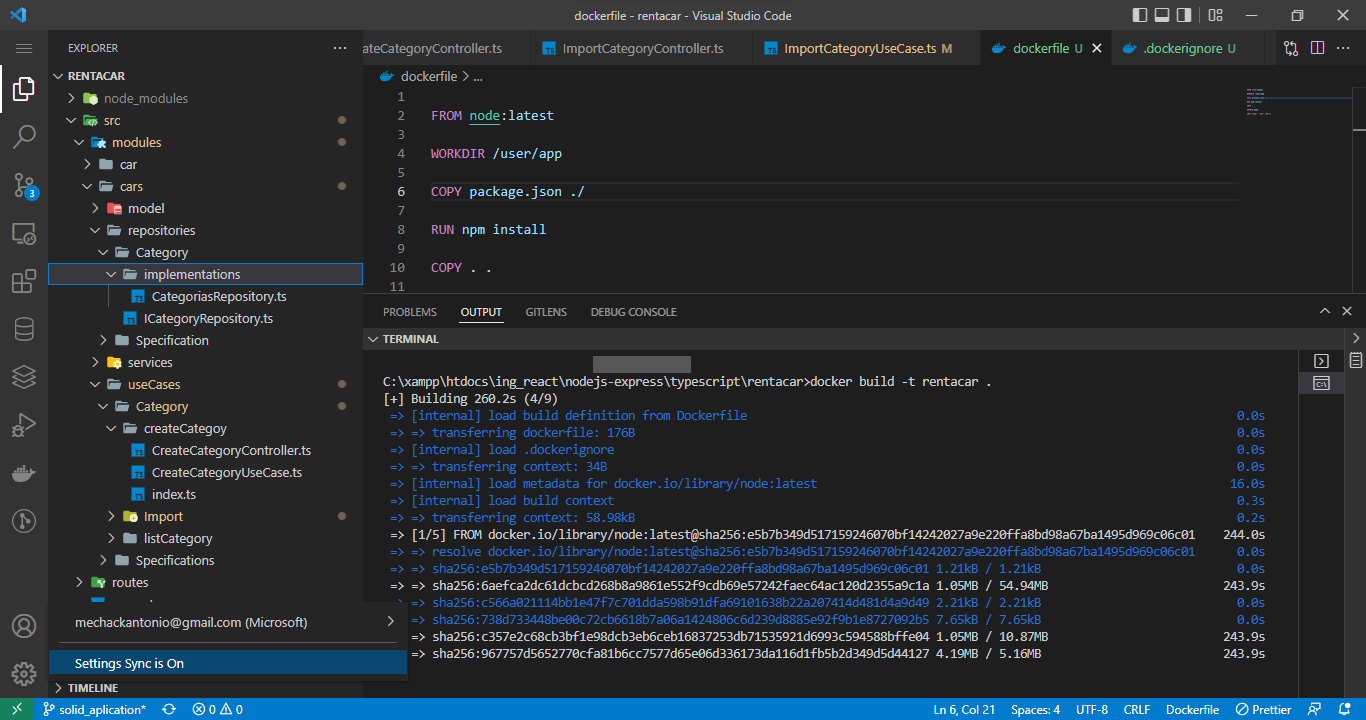 dockerfile - rentacar - Visual Studio Code
EXPLORER
RENTACAR
node_modules
src
modules
car
cars
model
repositories
Category
implementations
CategoriasRepository.ts
ICategoryRepository.ts
Specification
services
useCases
Category
createCategoy
CreateCategoryController.ts
CreateCategoryUseCase.ts
index.ts
Import
listCategory
Specifications
routes
3
mechackantonio@gmail.com (Microsoft)
Settings Sync is On
TIMELINE
ateCategoryController.ts
ImportCategoryController.ts
ImportCategoryUseCase.ts M
dockerfile U
.dockerignore U
dockerfile > ...
1
2 FROM node:latest
3
4 WORKDIR /user/app
5
6 COPY package.json ./
7
8 RUN npm install
9
10 COPY . .
11
PROBLEMS OUTPUT GITLENS DEBUG CONSOLE
TERMINAL
C:\xampp\htdocs\ing_react\nodejs-express\typescript\rentacar>docker build -t rentacar .
[+] Building 260.2s (4/9)
=> [internal] load build definition from Dockerfile 0.0s
=> => transferring dockerfile: 176B 0.0s
=> [internal] load .dockerignore 0.0s
=> => transferring context: 34B 0.0s
=> [internal] load metadata for docker.io/library/node:latest 16.0s
=> [internal] load build context 0.3s
=> => transferring context: 58.98kB 0.2s
=> [1/5] FROM docker.io/library/node:latest@sha256:e5b7b349d517159246070bf14242027a9e220ffa8bd98a67ba1495d969c06c01 244.0s
=> => resolve docker.io/library/node:latest@sha256:e5b7b349d517159246070bf14242027a9e220ffa8bd98a67ba1495d969c06c01 0.0s
=> => sha256:e5b7b349d517159246070bf14242027a9e220ffa8bd98a67ba1495d969c06c01 1.21kB / 1.21kB 0.0s
=> => sha256:6aefca2dc61dcbcd268b8a9861e552f9cdb69e57242faec64ac120d2355a9c1a 1.05MB / 54.94MB 243.9s
=> => sha256:c566a021114bb1e47f7c701dda598b91dfa69101638b22a207414d481d4a9d49 2.21kB / 2.21kB 0.0s
=> => sha256:738d733448be00c72cb6618b7a06a1424806c6d239d8885e92f9b1e8727092b5 7.65kB / 7.65kB 0.0s
=> sha256:c357e2c68cb3bf1e98dcb3eb6ceb16837253db71535921d6993c594588bffe04 1.05MB / 10.87MB 243.9s
=> sha256:967757d5652770cfa81b6cc7577d65e06d336173da116d1fb5b2d349d5d44127 4.19MB / 5.16MB 243.9s
solid_aplication* 0 0 Ln 6, Col 21 Spaces: 4 UTF-8 CRLF Dockerfile Prettier